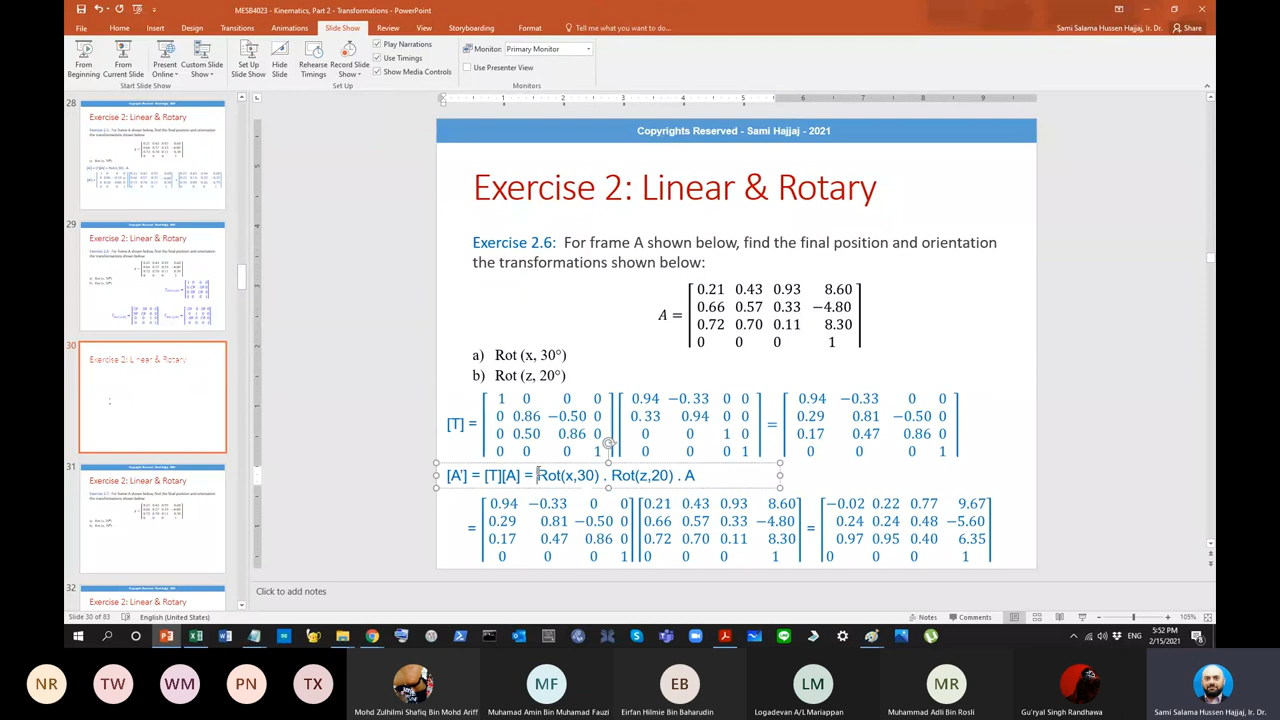 MESB4023 - Kinematics, Part 2 - Transformations - PowerPoint
File Home Insert Design Transitions Animations Slide Show Review View Storyboarding Format Tell me what you want to do... Sami Salama Hussen Hajjaj, Ir. Dr. Share
From Beginning
From Current Slide
Present Online
Custom Slide Show
Start Slide Show
Set Up Slide Show
Hide Slide
Rehearse Timings
Record Slide Show
Play Narrations
Use Timings
Show Media Controls
Set Up
Monitor: Primary Monitor
Use Presenter View
Monitors
28
Exercise 2: Linear & Rotary
29
Exercise 2: Linear & Rotary
30
Exercise 2: Linear & Rotary
31
Exercise 2: Linear & Rotary
32
Exercise 2: Linear & Rotary
Copyrights Reserved - Sami Hajjaj - 2021
Exercise 2: Linear & Rotary
Exercise 2.6: For frame A shown below, find the final position and orientation
the transformations shown below:
0.21 0.43 0.93 8.60
0.66 0.57 0.33 −4.80
A =
0.72 0.70 0.11 8.30
0 0 0 1
a) Rot (x, 30°)
b) Rot (z, 20°)
1 0 0 0 0.94 −0.33 0 0 0.94 −0.33 0 0
0 0.86 −0.50 0 0.33 0.94 0 0 0.29 0.81 −0.50 0
[T] = =
0 0.50 0.86 0 0 0 1 0 0.17 0.47 0.86 0
0 0 0 1 0 0 0 1 0 0 0 1
[A'] = [T][A] = Rot(x,30) . Rot(z,20) . A
0.94 −0.33 0 0 0.21 0.43 0.93 8.60 −0.02 0.22 0.77 9.67
0.29 0.81 −0.50 0 0.66 0.57 0.33 −4.80 0.24 0.24 0.48 −5.60
= =
0.17 0.47 0.86 0 0.72 0.70 0.11 8.30 0.97 0.95 0.40 6.35
0 0 0 1 0 0 0 1 0 0 0 1
Click to add notes
Slide 30 of 83 English (United States) Notes Comments 105%
ENG 5:52 PM
2/15/2021
NR TW WM PN TX MF EB LM MR
Mohd Zulhilmi Shafiq Bin Mohd Ariff
Muhamad Amin Bin Muhamad Fauzi
Eirfan Hilmie Bin Baharudin
Logadevan A/L Mariappan
Muhammad Adli Bin Rosli
Gu'ryal Singh Randhawa
Sami Salama Hussen Hajjaj, Ir. Dr.